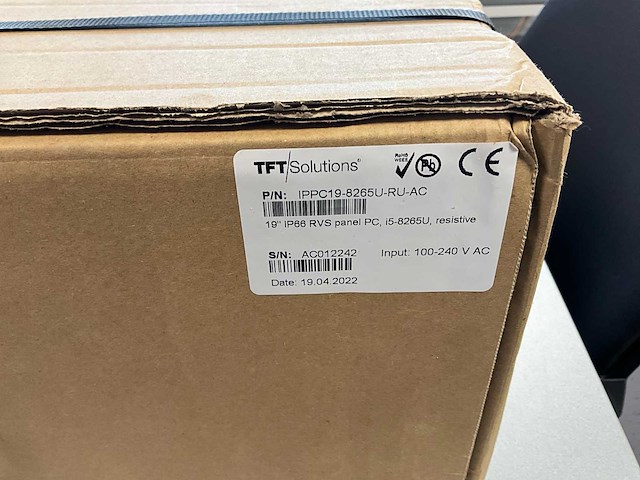 TFT/Solutions®
RoHS
WEEE
Pb
CE
P/N: IPPC19-8265U-RU-AC
19" IP66 RVS panel PC, i5-8265U, resistive
S/N: AC012242 Input: 100-240 V AC
Date: 19.04.2022